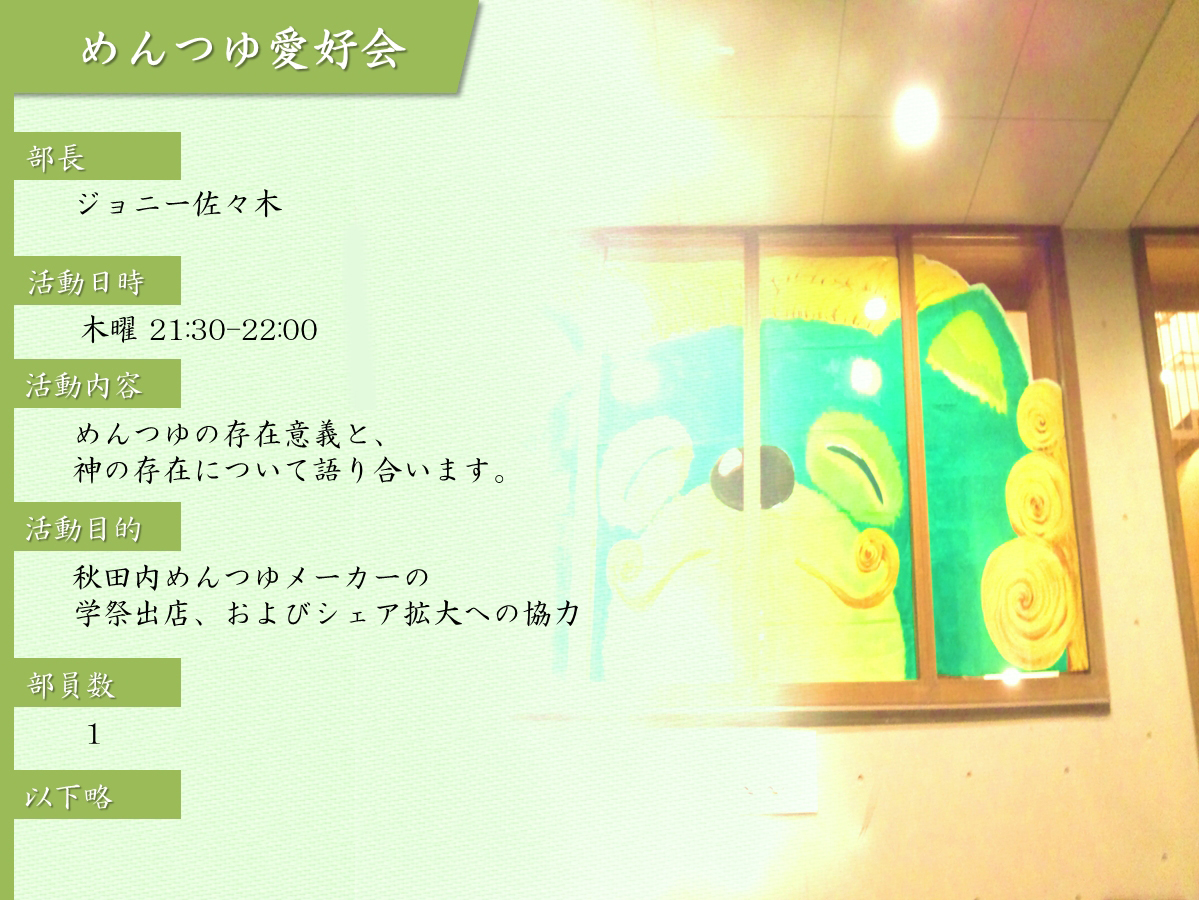 めんつゆ愛好会
部長
ジョニー佐々木
活動日時
木曜 21:30-22:00
活動内容
めんつゆの存在意義と、
神の存在について語り合います。
活動目的
秋田内めんつゆメーカーの
学祭出店、およびシェア拡大への協力
部員数
1
以下略